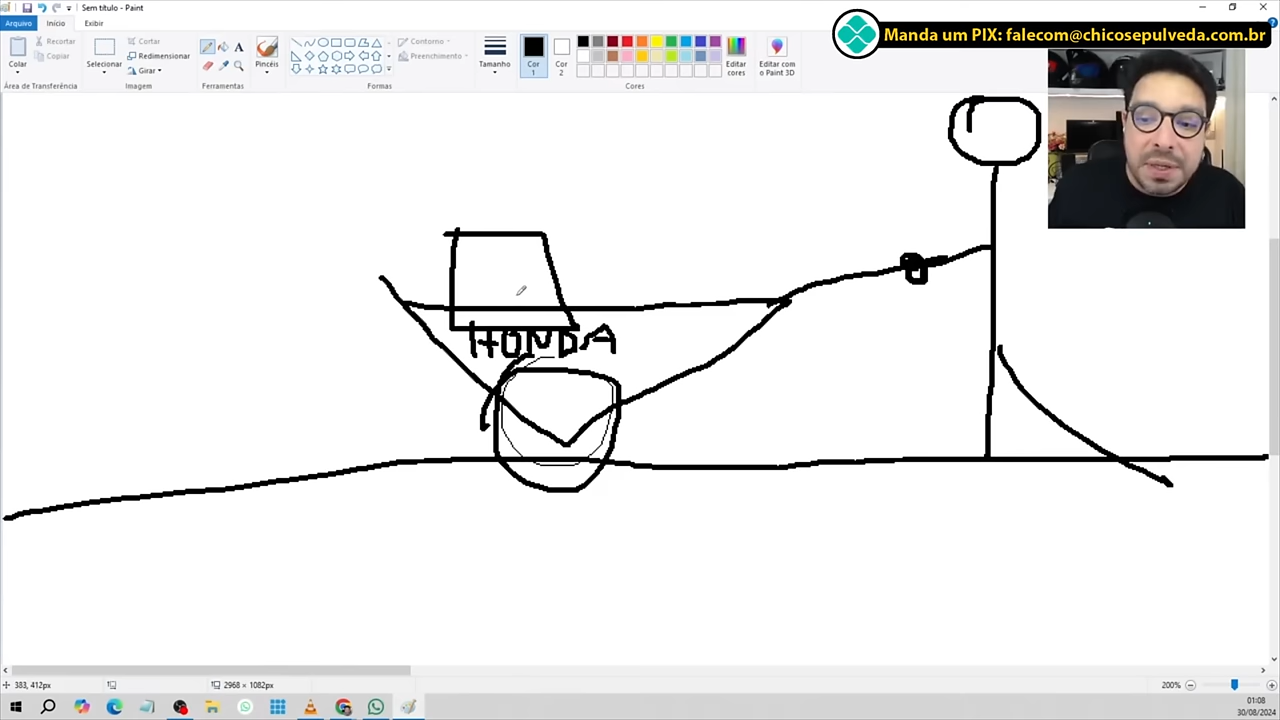 Sem título - Paint
Arquivo Início Exibir
Colar
Recortar
Copiar
Área de Transferência
Selecionar
Cortar
Redimensionar
Girar
Imagem
A
Pincéis
Ferramentas
Contorno
Preenchimento
Formas
Tamanho
Cor 1
Cor 2
Editar cores
Editar com o Paint 3D
Cores
Manda um PIX: falecom@chicosepulveda.com.br
HONDA
383, 412px
2968 × 1082px
200%
01:08
30/08/2024